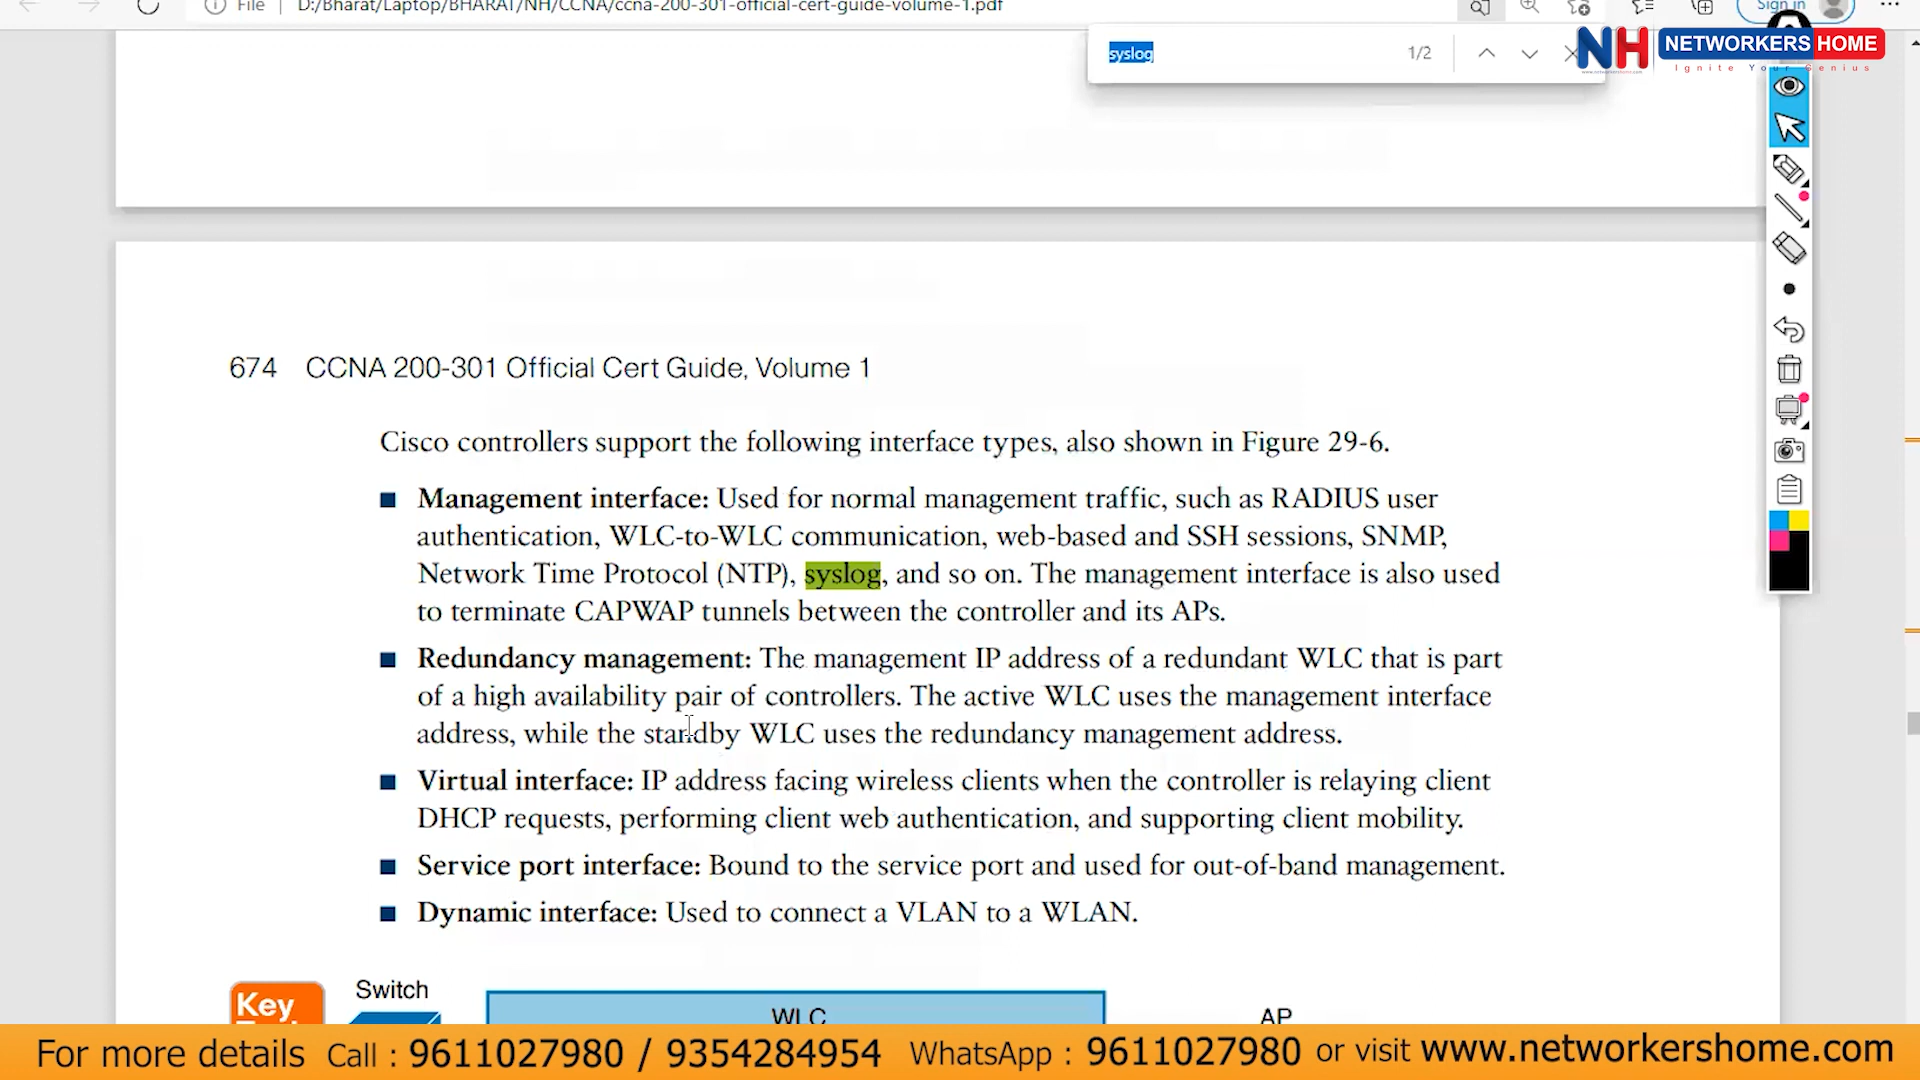 File | D:/Bharat/Laptop/BHARAT/NH/CCNA/ccna-200-301-official-cert-guide-volume-1.pdf
Sign in
syslog 1/2
NH NETWORKERS HOME
Ignite Your Genius
674 CCNA 200-301 Official Cert Guide, Volume 1
Cisco controllers support the following interface types, also shown in Figure 29-6.
■ Management interface: Used for normal management traffic, such as RADIUS user
authentication, WLC-to-WLC communication, web-based and SSH sessions, SNMP,
Network Time Protocol (NTP), syslog, and so on. The management interface is also used
to terminate CAPWAP tunnels between the controller and its APs.
■ Redundancy management: The management IP address of a redundant WLC that is part
of a high availability pair of controllers. The active WLC uses the management interface
address, while the standby WLC uses the redundancy management address.
■ Virtual interface: IP address facing wireless clients when the controller is relaying client
DHCP requests, performing client web authentication, and supporting client mobility.
■ Service port interface: Bound to the service port and used for out-of-band management.
■ Dynamic interface: Used to connect a VLAN to a WLAN.
Key
Switch
WLC
AP
For more details Call : 9611027980 / 9354284954 WhatsApp : 9611027980 or visit www.networkershome.com